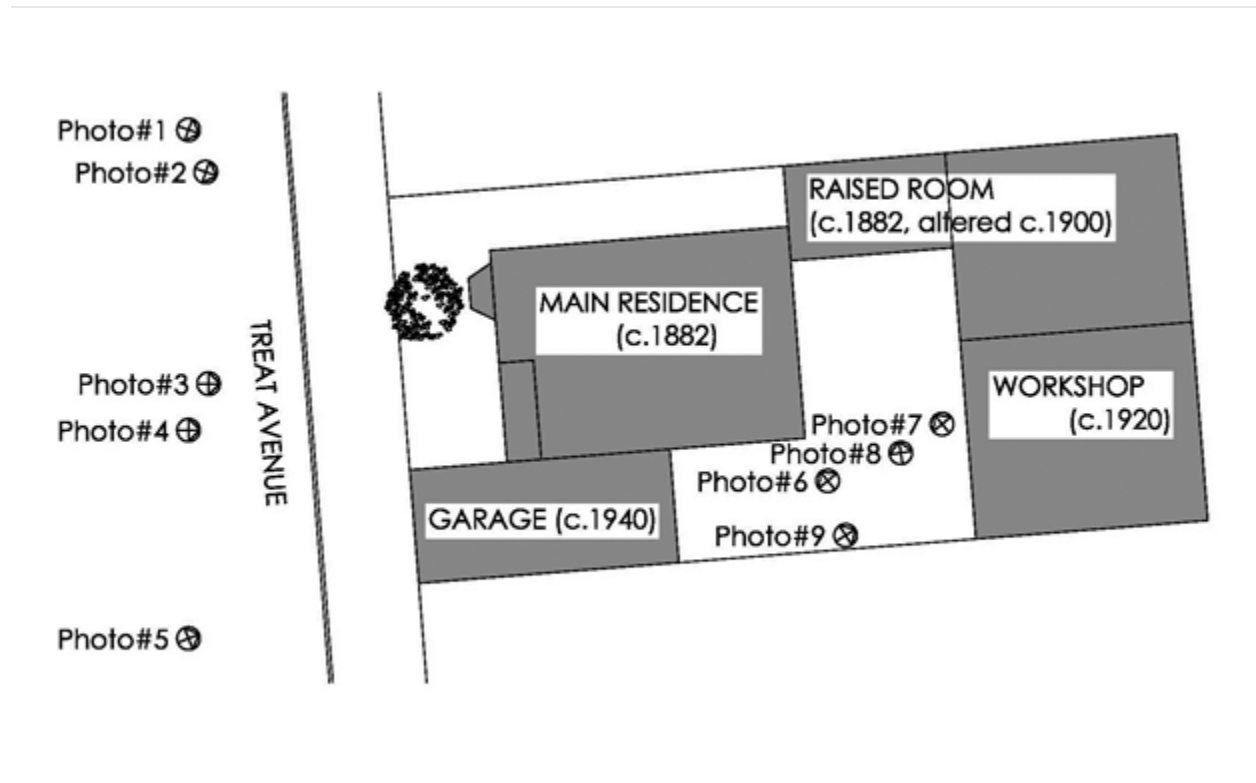 Photo#1
Photo#2
RAISED ROOM
(c.1882, altered c.1900)
MAIN RESIDENCE
(c.1882)
TREAT AVENUE
Photo#3
Photo#4
WORKSHOP
(c.1920)
Photo#7
Photo#8
Photo#6
GARAGE (c.1940)
Photo#9
Photo#5